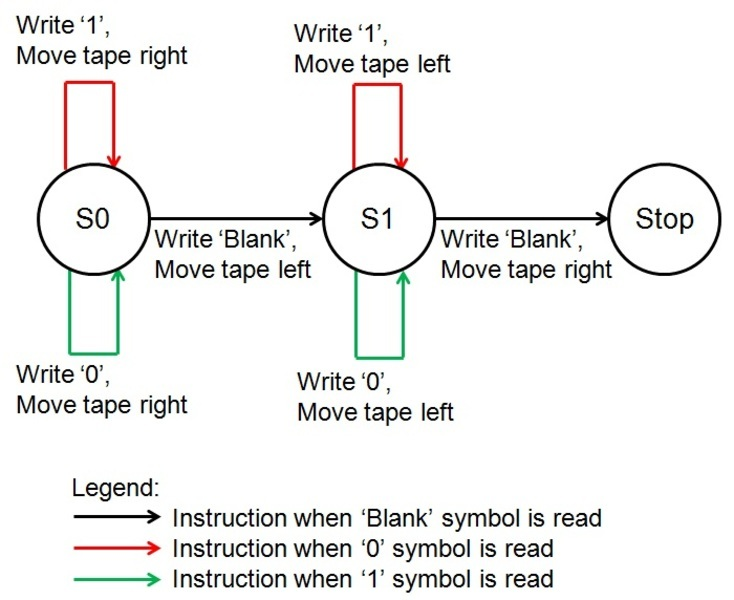 Write ‘1’,
Move tape right
Write ‘1’,
Move tape left
S0
S1
Stop
Write ‘Blank’,
Move tape left
Write ‘Blank’,
Move tape right
Write ‘0’,
Move tape right
Write ‘0’,
Move tape left
Legend:
Instruction when ‘Blank’ symbol is read
Instruction when ‘0’ symbol is read
Instruction when ‘1’ symbol is read